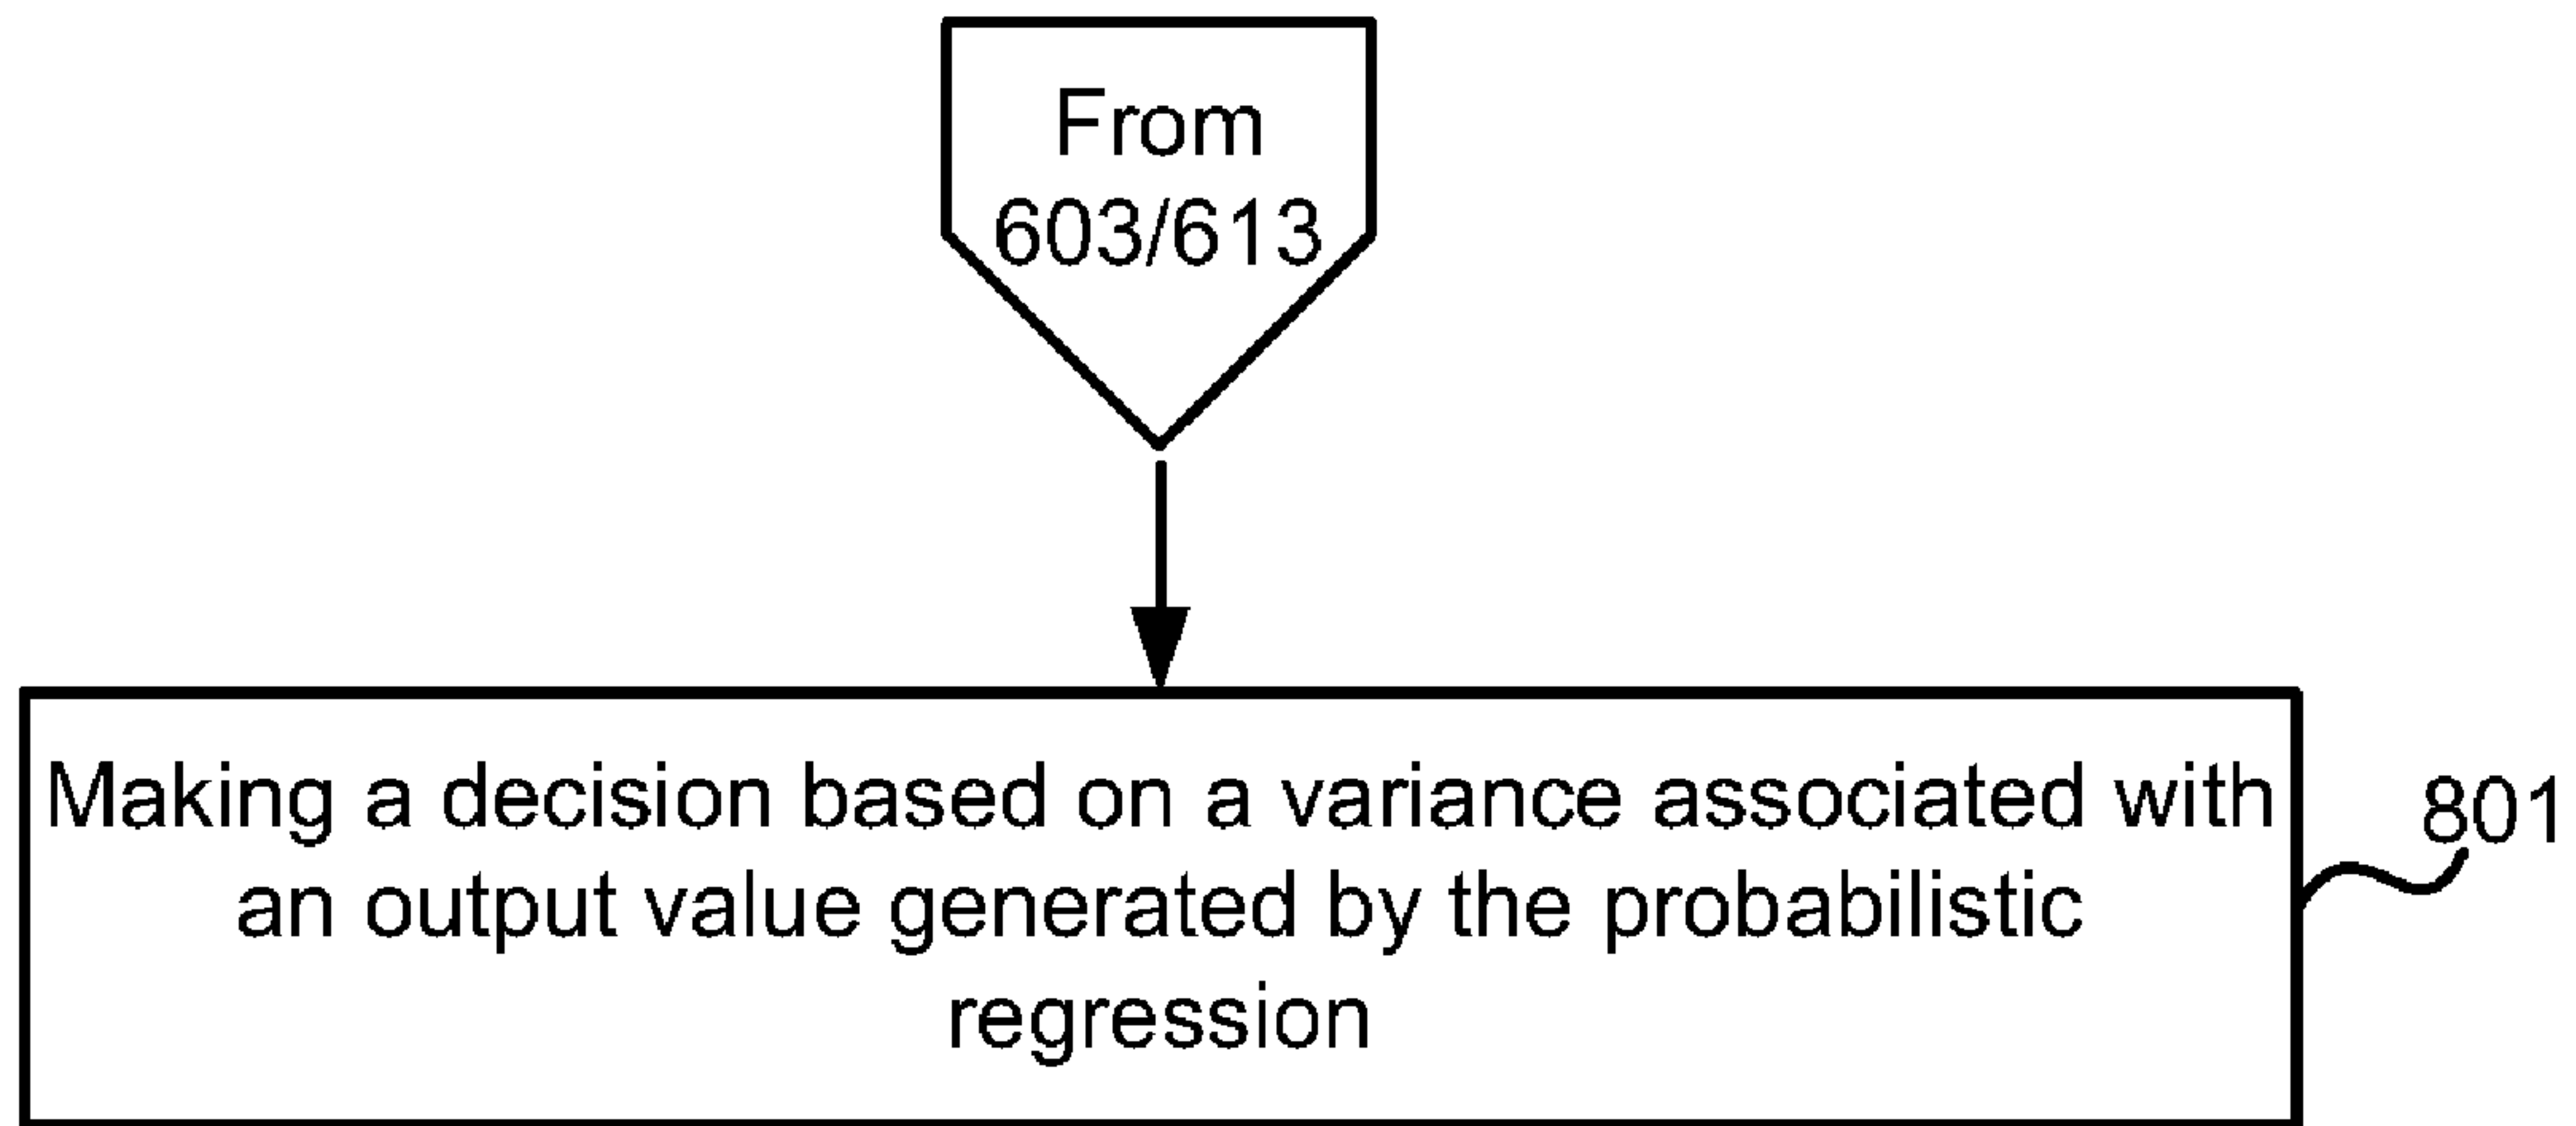 From
603/613
Making a decision based on a variance associated with
an output value generated by the probabilistic
regression
801